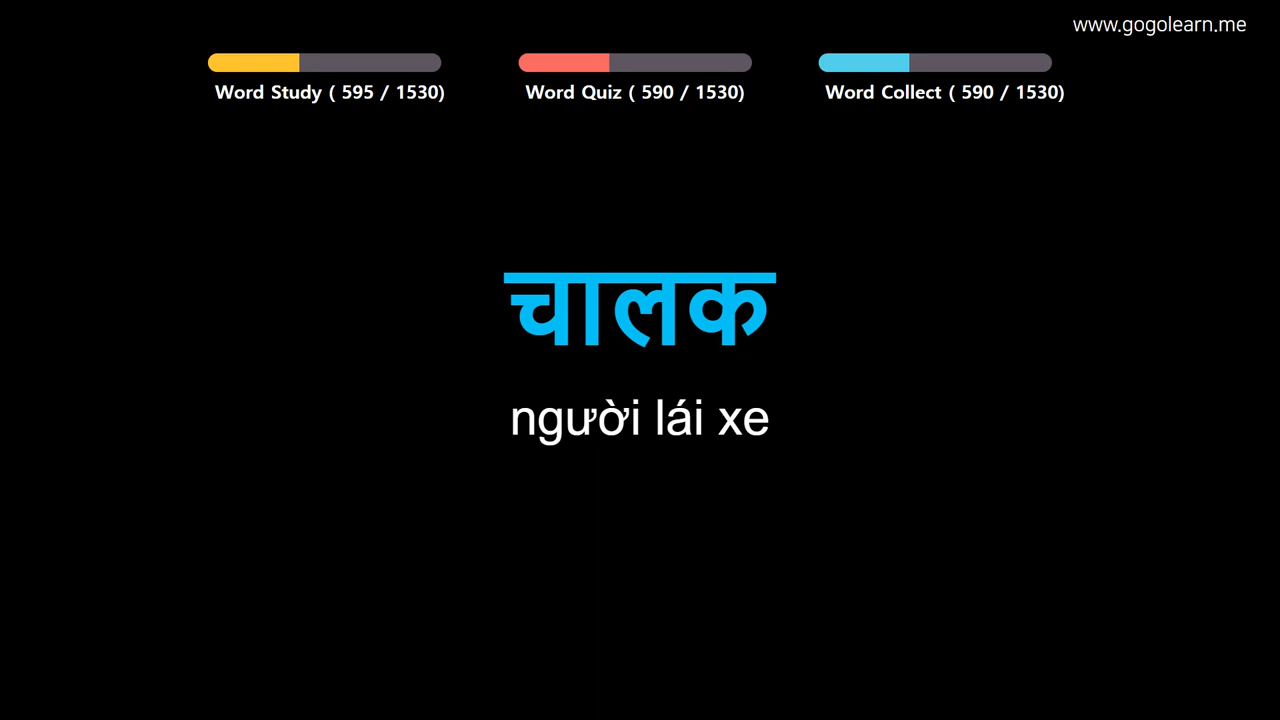 www.gogolearn.me
Word Study ( 595 / 1530)
Word Quiz ( 590 / 1530)
Word Collect ( 590 / 1530)
चालक
người lái xe